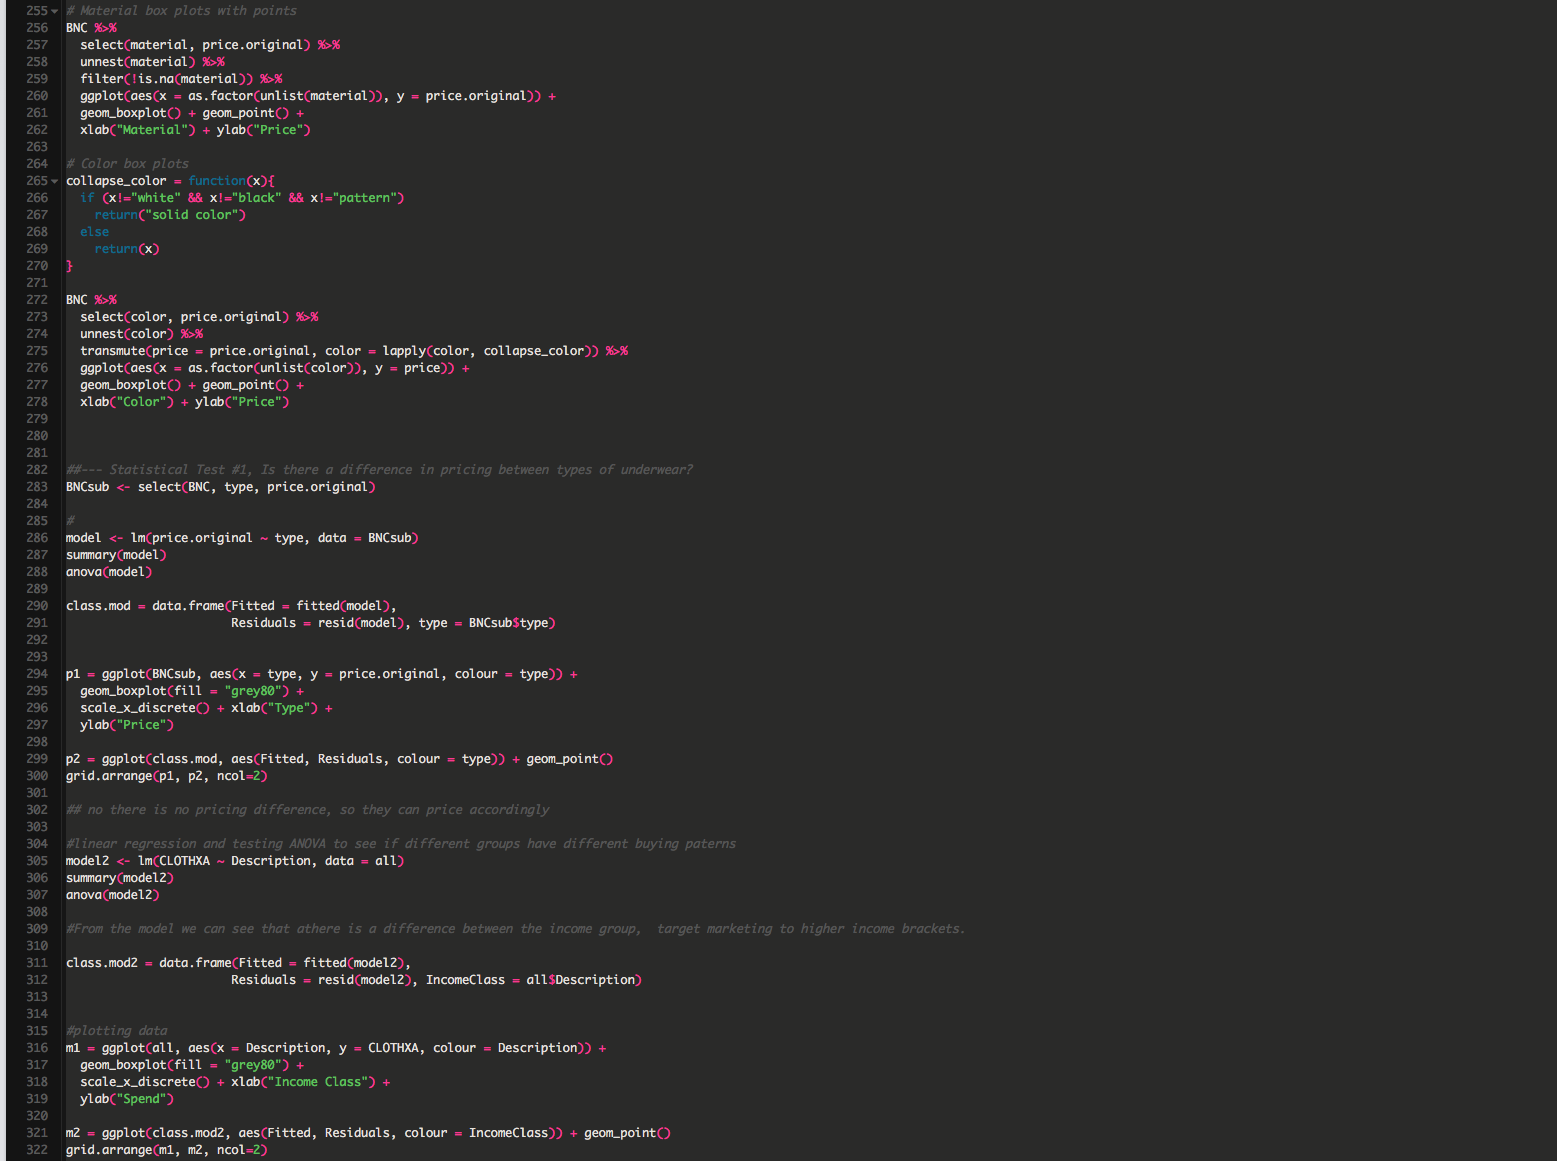 255 # Material box plots with points
256 BNC %>%
257   select(material, price.original) %>%
258   unnest(material) %>%
259   filter(!is.na(material)) %>%
260   ggplot(aes(x = as.factor(unlist(material)), y = price.original)) +
261   geom_boxplot() + geom_point() +
262   xlab("Material") + ylab("Price")
263
264 # Color box plots
265 collapse_color = function(x){
266   if (x!="white" && x!="black" && x!="pattern")
267     return("solid color")
268   else
269     return(x)
270 }
271
272 BNC %>%
273   select(color, price.original) %>%
274   unnest(color) %>%
275   transmute(price = price.original, color = lapply(color, collapse_color)) %>%
276   ggplot(aes(x = as.factor(unlist(color)), y = price)) +
277   geom_boxplot() + geom_point() +
278   xlab("Color") + ylab("Price")
279
280
281
282 ##--- Statistical Test #1, Is there a difference in pricing between types of underwear?
283 BNCsub <- select(BNC, type, price.original)
284
285 #
286 model <- lm(price.original ~ type, data = BNCsub)
287 summary(model)
288 anova(model)
289
290 class.mod = data.frame(Fitted = fitted(model),
291                        Residuals = resid(model), type = BNCsub$type)
292
293
294 p1 = ggplot(BNCsub, aes(x = type, y = price.original, colour = type)) +
295   geom_boxplot(fill = "grey80") +
296   scale_x_discrete() + xlab("Type") +
297   ylab("Price")
298
299 p2 = ggplot(class.mod, aes(Fitted, Residuals, colour = type)) + geom_point()
300 grid.arrange(p1, p2, ncol=2)
301
302 ## no there is no pricing difference, so they can price accordingly
303
304 #linear regression and testing ANOVA to see if different groups have different buying paterns
305 model2 <- lm(CLOTHXA ~ Description, data = all)
306 summary(model2)
307 anova(model2)
308
309 #From the model we can see that athere is a difference between the income group,  target marketing to higher income brackets.
310
311 class.mod2 = data.frame(Fitted = fitted(model2),
312                        Residuals = resid(model2), IncomeClass = all$Description)
313
314
315 #plotting data
316 m1 = ggplot(all, aes(x = Description, y = CLOTHXA, colour = Description)) +
317   geom_boxplot(fill = "grey80") +
318   scale_x_discrete() + xlab("Income Class") +
319   ylab("Spend")
320
321 m2 = ggplot(class.mod2, aes(Fitted, Residuals, colour = IncomeClass)) + geom_point()
322 grid.arrange(m1, m2, ncol=2)